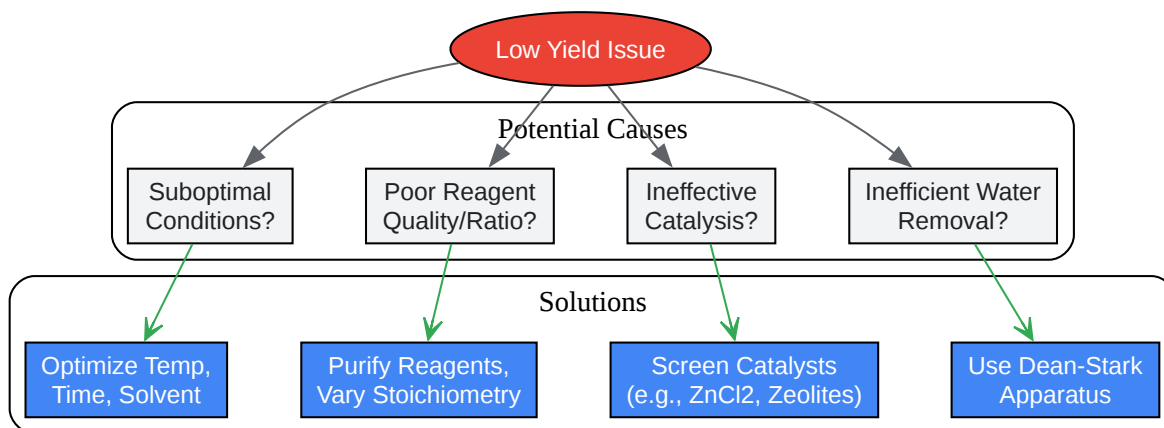 Low Yield Issue
Potential Causes
Suboptimal
Conditions?
Poor Reagent
Quality/Ratio?
Ineffective
Catalysis?
Inefficient Water
Removal?
Solutions
Optimize Temp,
Time, Solvent
Purify Reagents,
Vary Stoichiometry
Screen Catalysts
(e.g., ZnCl2, Zeolites)
Use Dean-Stark
Apparatus